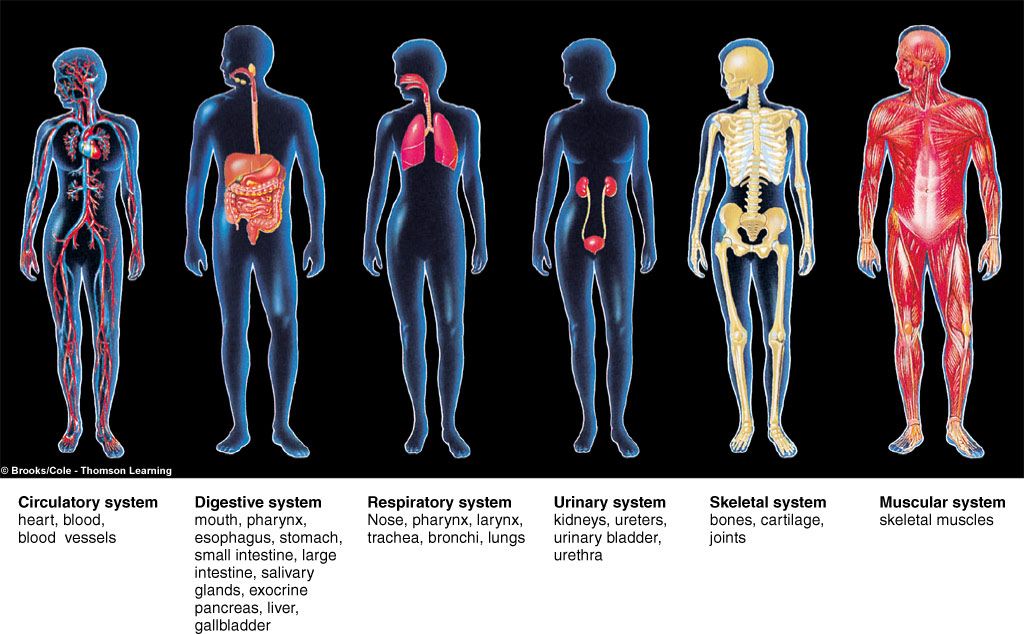 © Brooks/Cole - Thomson Learning
Circulatory system
heart, blood,
blood vessels
Digestive system
mouth, pharynx,
esophagus, stomach,
small intestine, large
intestine, salivary
glands, exocrine
pancreas, liver,
gallbladder
Respiratory system
Nose, pharynx, larynx,
trachea, bronchi, lungs
Urinary system
kidneys, ureters,
urinary bladder,
urethra
Skeletal system
bones, cartilage,
joints
Muscular system
skeletal muscles